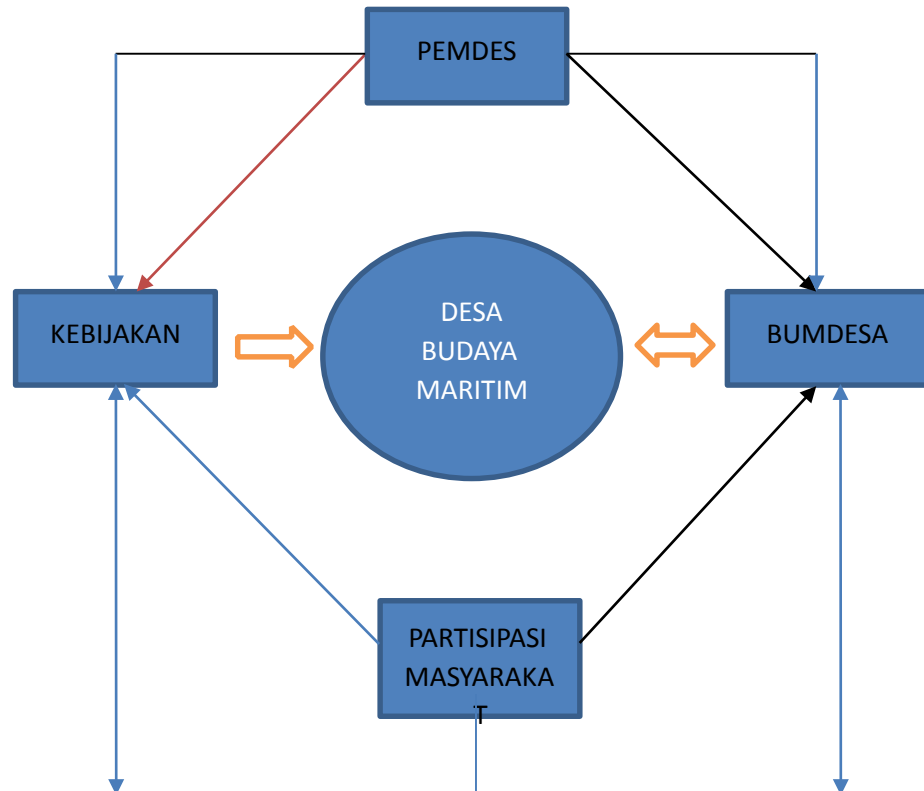 PEMDES
KEBIJAKAN
DESA
BUDAYA
MARITIM
BUMDESA
PARTISIPASI
MASYARAKA
T